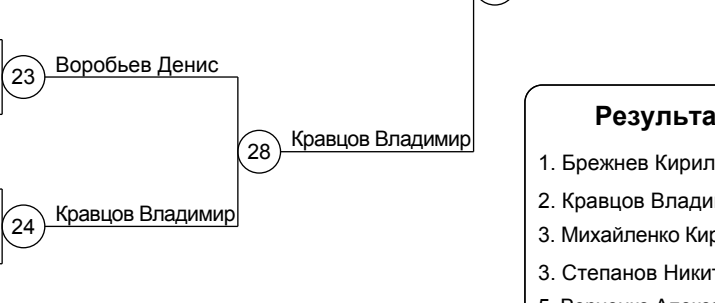 23
Воробьев Денис
28
Кравцов Владимир
24
Кравцов Владимир
Результа
1. Брежнев Кирил
2. Кравцов Влади
3. Михайленко Кир
3. Степанов Ники